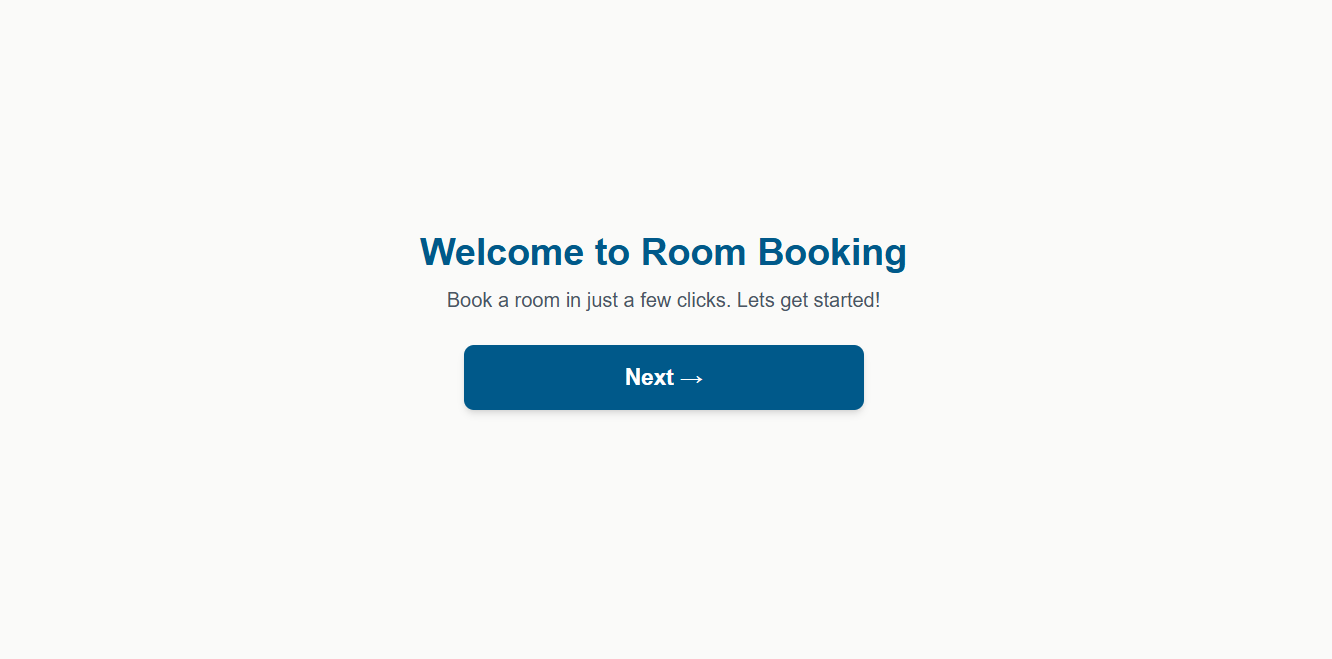 Welcome to Room Booking
Book a room in just a few clicks. Lets get started!
Next →